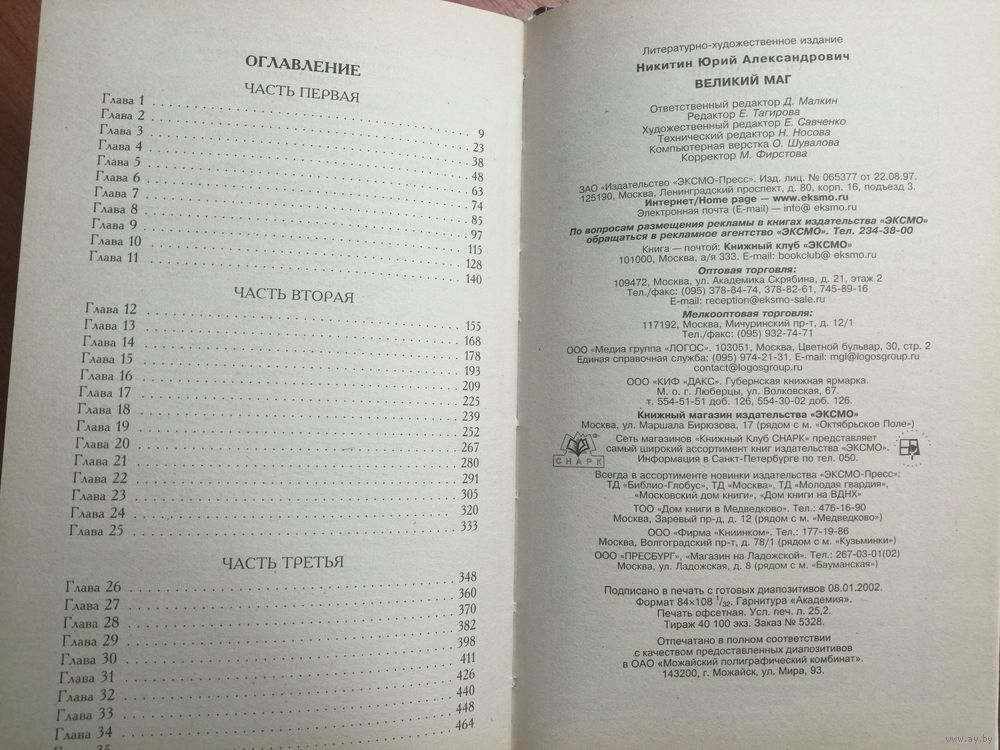 ОГЛАВЛЕНИЕ
ЧАСТЬ ПЕРВАЯ
Глава 1 9
Глава 2 23
Глава 3 38
Глава 4 48
Глава 5 63
Глава 6 74
Глава 7 85
Глава 8 97
Глава 9 115
Глава 10 128
Глава 11 140
ЧАСТЬ ВТОРАЯ
Глава 12 155
Глава 13 168
Глава 14 178
Глава 15 193
Глава 16 209
Глава 17 225
Глава 18 239
Глава 19 252
Глава 20 267
Глава 21 280
Глава 22 291
Глава 23 305
Глава 24 320
Глава 25 333
ЧАСТЬ ТРЕТЬЯ
Глава 26 348
Глава 27 360
Глава 28 370
Глава 29 382
Глава 30 398
Глава 31 411
Глава 32 426
Глава 33 440
Глава 34 448
464
Литературно-художественное издание
Никитин Юрий Александрович
ВЕЛИКИЙ МАГ
Ответственный редактор Д. Малкин
Редактор Е. Тагирова
Художественный редактор Е. Савченко
Технический редактор Н. Носова
Компьютерная верстка О. Шувалова
Корректор М. Фирстова
ЗАО «Издательство «ЭКСМО-Пресс». Изд. лиц. № 065377 от 22.08.97.
125190, Москва, Ленинградский проспект, д. 80, корп. 16, подъезд 3.
Интернет/Home page — www.eksmo.ru
Электронная почта (E-mail) — info@ eksmo.ru
По вопросам размещения рекламы в книгах издательства «ЭКСМО»
обращаться в рекламное агентство «ЭКСМО». Тел. 234-38-00
Книга — почтой: Книжный клуб «ЭКСМО»
101000, Москва, а/я 333. E-mail: bookclub@ eksmo.ru
Оптовая торговля:
109472, Москва, ул. Академика Скрябина, д. 21, этаж 2
Тел./факс: (095) 378-84-74, 378-82-61, 745-89-16
E-mail: reception@eksmo-sale.ru
Мелкооптовая торговля:
117192, Москва, Мичуринский пр-т, д. 12/1
Тел./факс: (095) 932-74-71
ООО «Медиа группа «ЛОГОС». 103051, Москва, Цветной бульвар, 30, стр. 2
Единая справочная служба: (095) 974-21-31. E-mail: mgl@logosgroup.ru
contact@logosgroup.ru
ООО «КИФ «ДАКС». Губернская книжная ярмарка.
М. о. г. Люберцы, ул. Волковская, 67.
т. 554-51-51 доб. 126, 554-30-02 доб. 126.
Книжный магазин издательства «ЭКСМО»
Москва, ул. Маршала Бирюзова, 17 (рядом с м. «Октябрьское Поле»)
СНАРК
Сеть магазинов «Книжный Клуб СНАРК» представляет
самый широкий ассортимент книг издательства «ЭКСМО».
Информация в Санкт-Петербурге по тел. 050.
Всегда в ассортименте новинки издательства «ЭКСМО-Пресс»:
ТД «Библио-Глобус», ТД «Москва», ТД «Молодая гвардия»,
«Московский дом книги», «Дом книги на ВДНХ»
ТОО «Дом книги в Медведково». Тел.: 476-16-90
Москва, Заревый пр-д, д. 12 (рядом с м. «Медведково»)
ООО «Фирма «Книинком». Тел.: 177-19-86
Москва, Волгоградский пр-т, д. 78/1 (рядом с м. «Кузьминки»)
ООО «ПРЕСБУРГ», «Магазин на Ладожской». Тел.: 267-03-01(02)
Москва, ул. Ладожская, д. 8 (рядом с м. «Бауманская»)
Подписано в печать с готовых диапозитивов 08.01.2002.
Формат 84×108 1/32. Гарнитура «Академия».
Печать офсетная. Усл. печ. л. 25,2.
Тираж 40 100 экз. Заказ № 5328.
Отпечатано в полном соответствии
с качеством предоставленных диапозитивов
в ОАО «Можайский полиграфический комбинат».
143200, г. Можайск, ул. Мира, 93.
www.ay.by